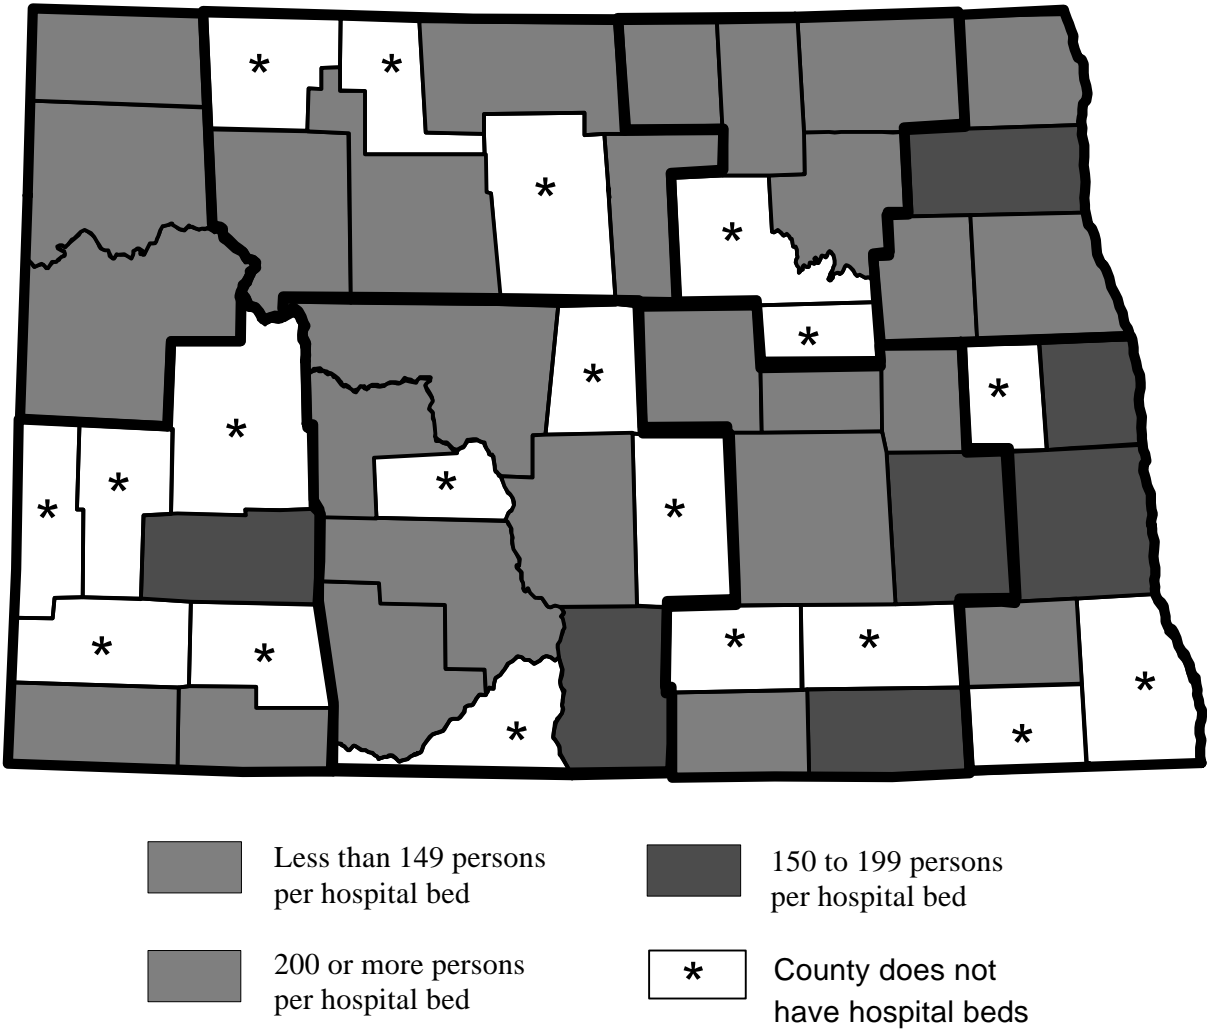 * *
*
*
*
*
*
*
*
*
*
*
*
*
* *
*
*
*
*
Less than 149 persons
per hospital bed
150 to 199 persons
per hospital bed
200 or more persons
per hospital bed
*
County does not
have hospital beds